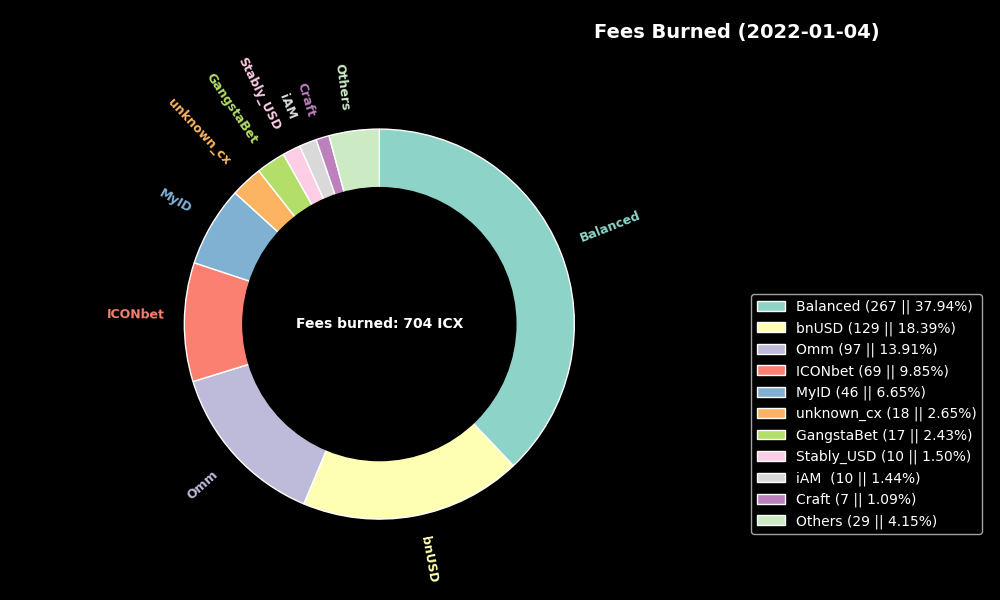 Fees Burned (2022-01-04)
Others
Craft
iAM
Stably_USD
GangstaBet
unknown_cx
MyID
ICONbet
Omm
bnUSD
Balanced
Fees burned: 704 ICX
Balanced (267 || 37.94%)
bnUSD (129 || 18.39%)
Omm (97 || 13.91%)
ICONbet (69 || 9.85%)
MyID (46 || 6.65%)
unknown_cx (18 || 2.65%)
GangstaBet (17 || 2.43%)
Stably_USD (10 || 1.50%)
iAM  (10 || 1.44%)
Craft (7 || 1.09%)
Others (29 || 4.15%)